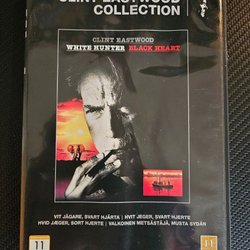 CLINT EASTWOOD
COLLECTION
CLINT EASTWOOD
WHITE HUNTER BLACK HEART
VIT JÄGARE, SVART HJÄRTA | HVIT JEGER, SVART HJERTE
HVID JÆGER, SORT HJERTE | VALKOINEN METSÄSTÄJÄ, MUSTA SYDÄN
11
11